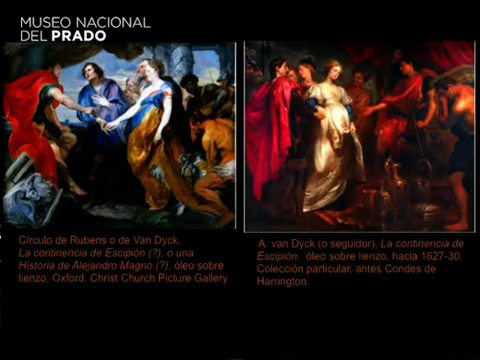 MUSEO NACIONAL
DEL PRADO
Círculo de Rubens o de Van Dyck.
La continencia de Escipión (?), o una
Historia de Alejandro Magno (?), óleo sobre
lienzo, Oxford, Christ Church Picture Gallery
A. van Dyck (o seguidor), La continencia de
Escipión. óleo sobre lienzo, hacia 1627-30,
Colección particular, antes Condes de
Harrington